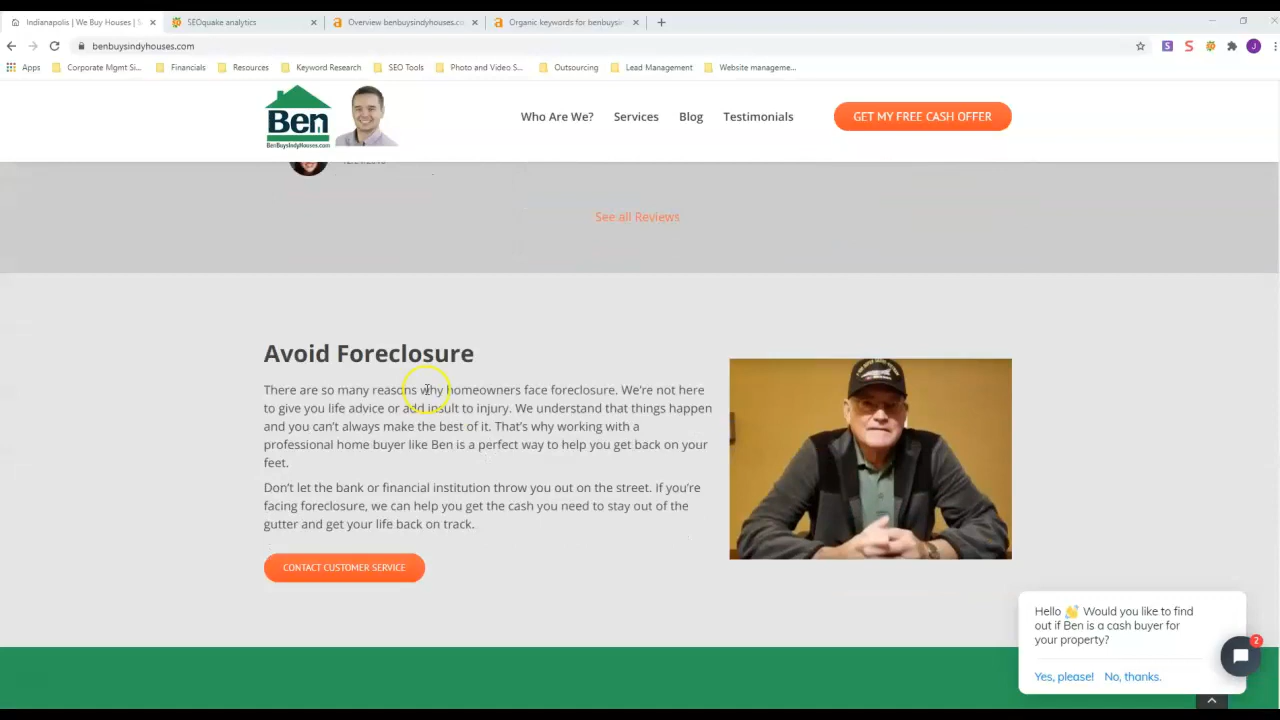 Indianapolis | We Buy Houses | S
SEOquake analytics
Overview benbuysindyhouses.co
Organic keywords for benbuysin
benbuysindyhouses.com
Apps
Corporate Mgmt Si...
Financials
Resources
Keyword Research
SEO Tools
Photo and Video S...
Outsourcing
Lead Management
Website manageme...
Ben
BenBuysIndyHouses.com
Who Are We?
Services
Blog
Testimonials
GET MY FREE CASH OFFER
See all Reviews
Avoid Foreclosure
There are so many reasons why homeowners face foreclosure. We're not here
to give you life advice or add insult to injury. We understand that things happen
and you can't always make the best of it. That's why working with a
professional home buyer like Ben is a perfect way to help you get back on your
feet.
Don't let the bank or financial institution throw you out on the street. If you're
facing foreclosure, we can help you get the cash you need to stay out of the
gutter and get your life back on track.
CONTACT CUSTOMER SERVICE
Hello 👋 Would you like to find
out if Ben is a cash buyer for
your property?
Yes, please!
No, thanks.
2